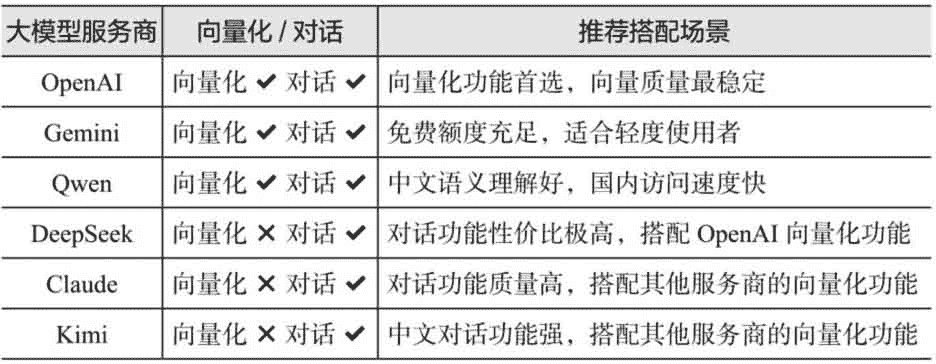 大模型服务商 向量化 / 对话 推荐搭配场景
OpenAI 向量化 ✔ 对话 ✔ 向量化功能首选，向量质量最稳定
Gemini 向量化 ✔ 对话 ✔ 免费额度充足，适合轻度使用者
Qwen 向量化 ✔ 对话 ✔ 中文语义理解好，国内访问速度快
DeepSeek 向量化 ✘ 对话 ✔ 对话功能性价比极高，搭配 OpenAI 向量化功能
Claude 向量化 ✘ 对话 ✔ 对话功能质量高，搭配其他服务商的向量化功能
Kimi 向量化 ✘ 对话 ✔ 中文对话功能强，搭配其他服务商的向量化功能